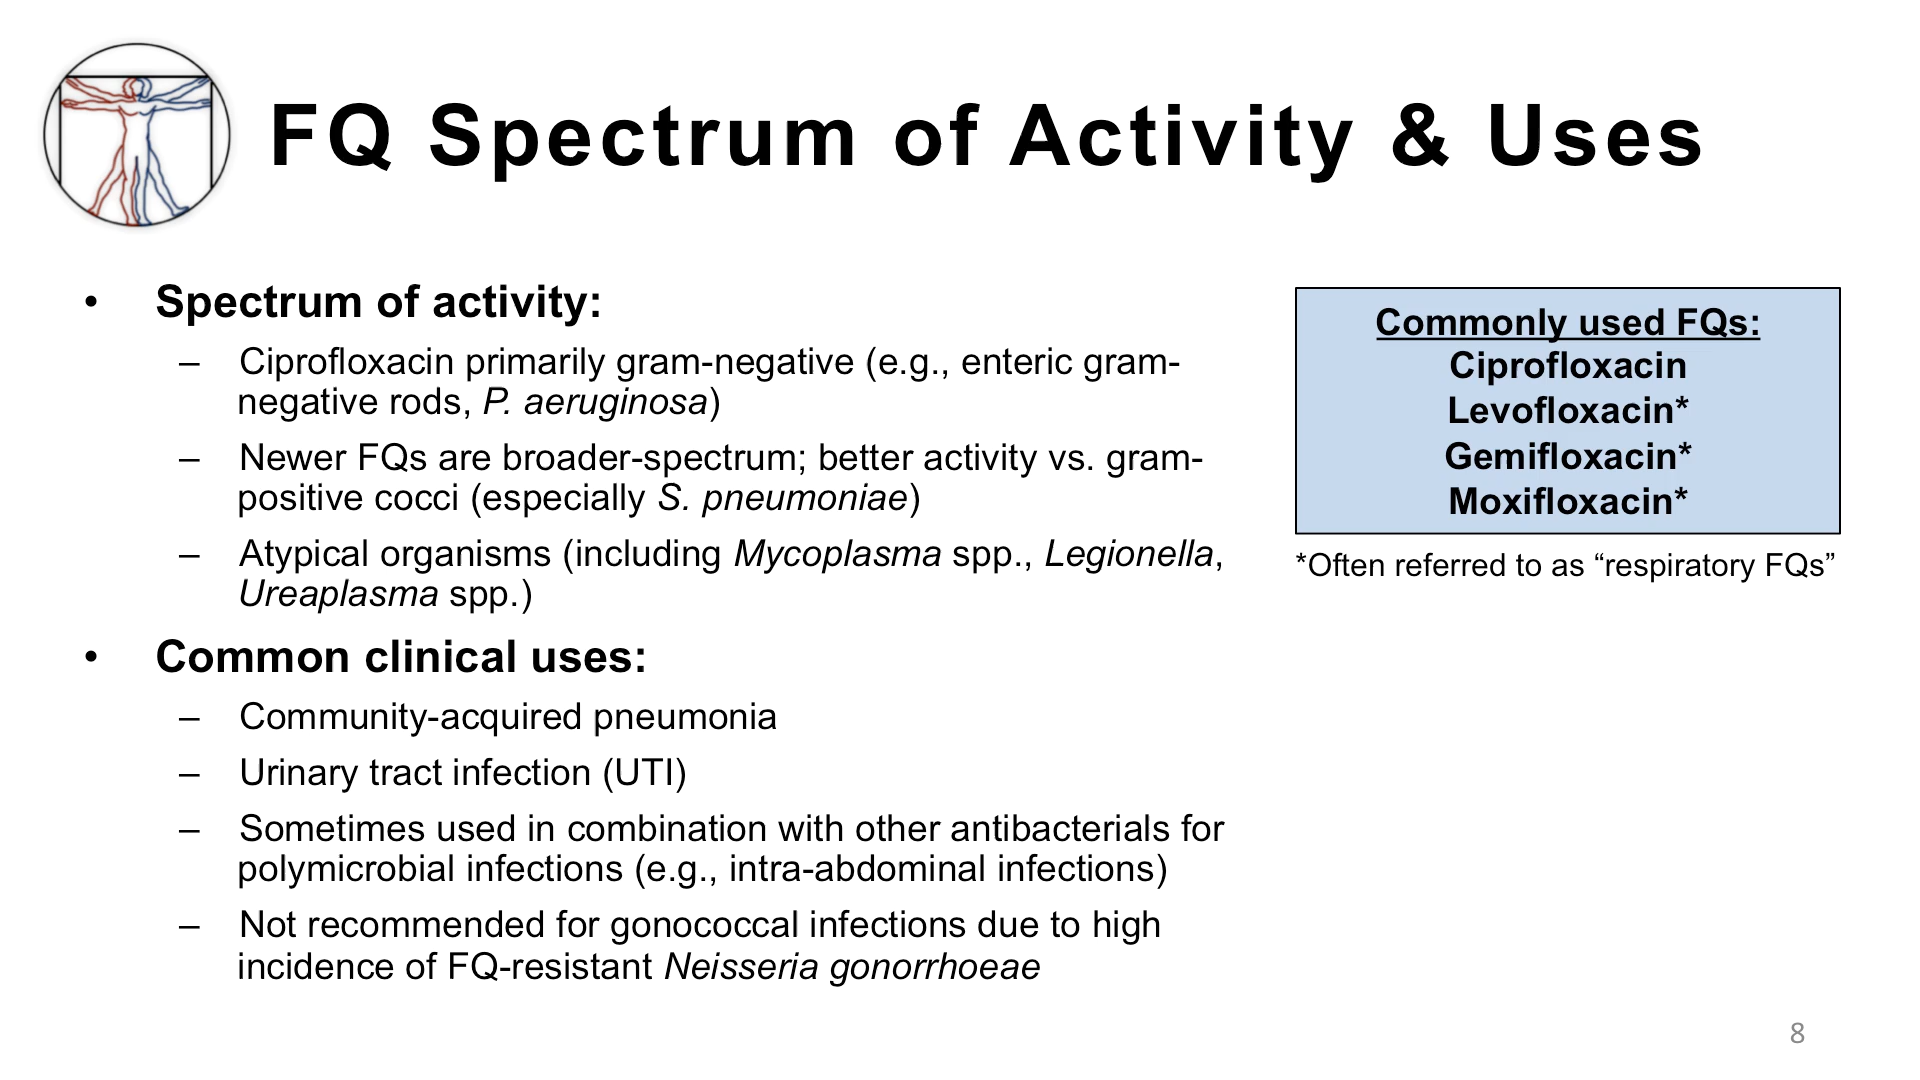 FQ Spectrum of Activity & Uses
• Spectrum of activity:
– Ciprofloxacin primarily gram-negative (e.g., enteric gram-
negative rods, P. aeruginosa)
– Newer FQs are broader-spectrum; better activity vs. gram-
positive cocci (especially S. pneumoniae)
– Atypical organisms (including Mycoplasma spp., Legionella,
Ureaplasma spp.)
• Common clinical uses:
– Community-acquired pneumonia
– Urinary tract infection (UTI)
– Sometimes used in combination with other antibacterials for
polymicrobial infections (e.g., intra-abdominal infections)
– Not recommended for gonococcal infections due to high
incidence of FQ-resistant Neisseria gonorrhoeae
Commonly used FQs:
Ciprofloxacin
Levofloxacin*
Gemifloxacin*
Moxifloxacin*
*Often referred to as “respiratory FQs”
8